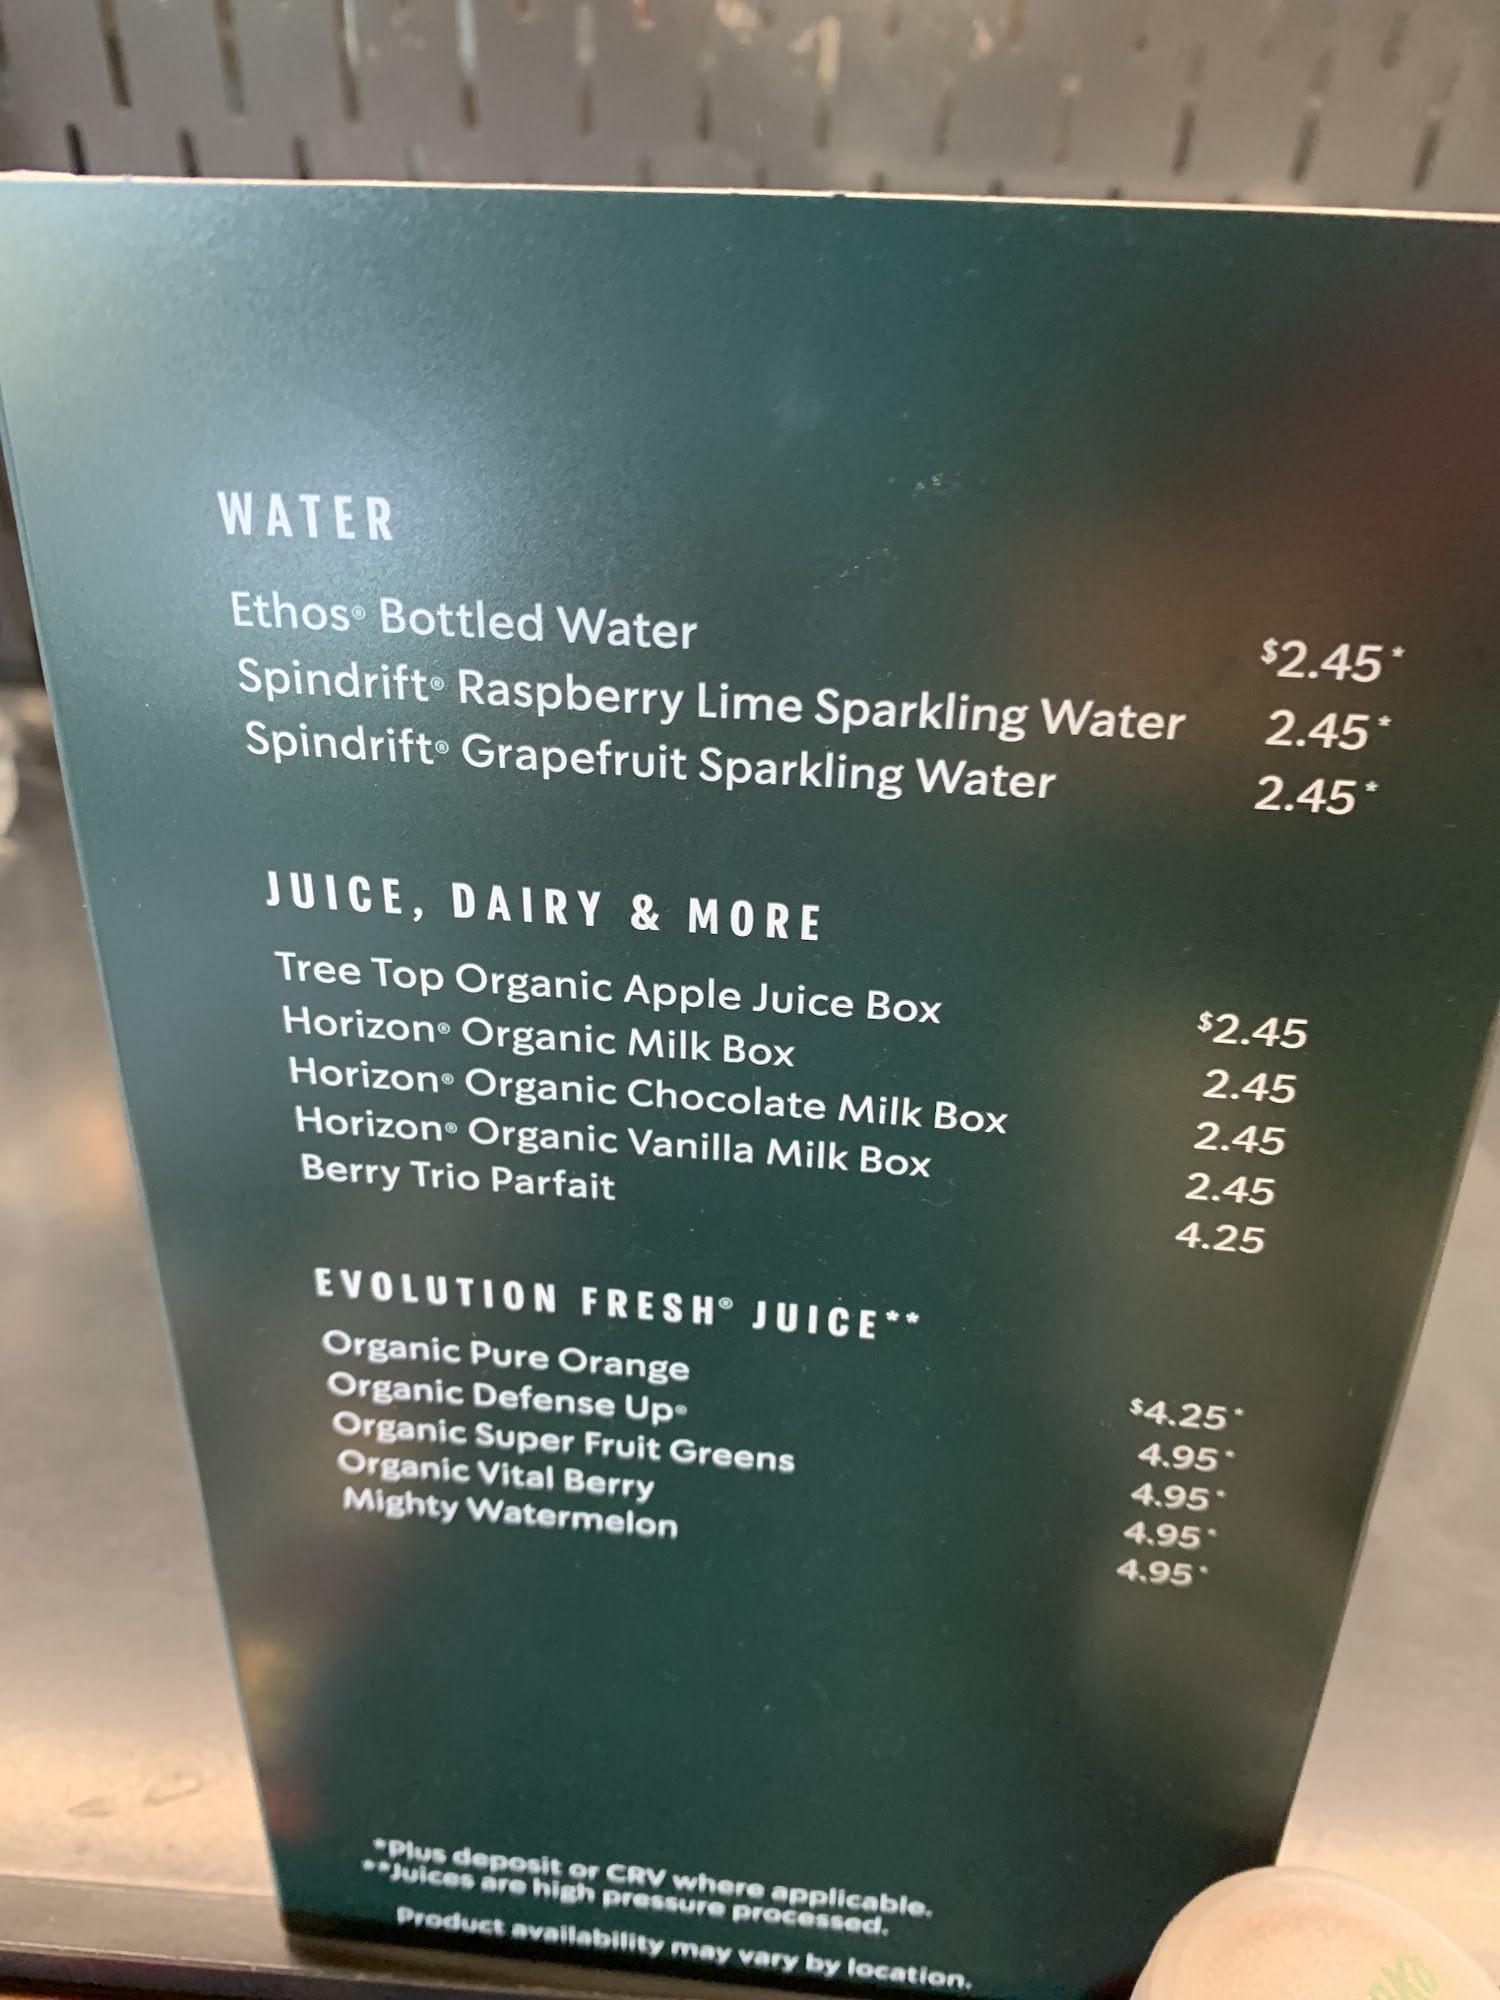 WATER
Ethos® Bottled Water $2.45*
Spindrift® Raspberry Lime Sparkling Water 2.45*
Spindrift® Grapefruit Sparkling Water 2.45*
JUICE, DAIRY & MORE
Tree Top Organic Apple Juice Box $2.45
Horizon® Organic Milk Box 2.45
Horizon® Organic Chocolate Milk Box 2.45
Horizon® Organic Vanilla Milk Box 2.45
Berry Trio Parfait 4.25
EVOLUTION FRESH® JUICE**
Organic Pure Orange $4.25*
Organic Defense Up® 4.95*
Organic Super Fruit Greens 4.95*
Organic Vital Berry 4.95*
Mighty Watermelon 4.95*
*Plus deposit or CRV where applicable.
**Juices are high pressure processed.
Product availability may vary by location.